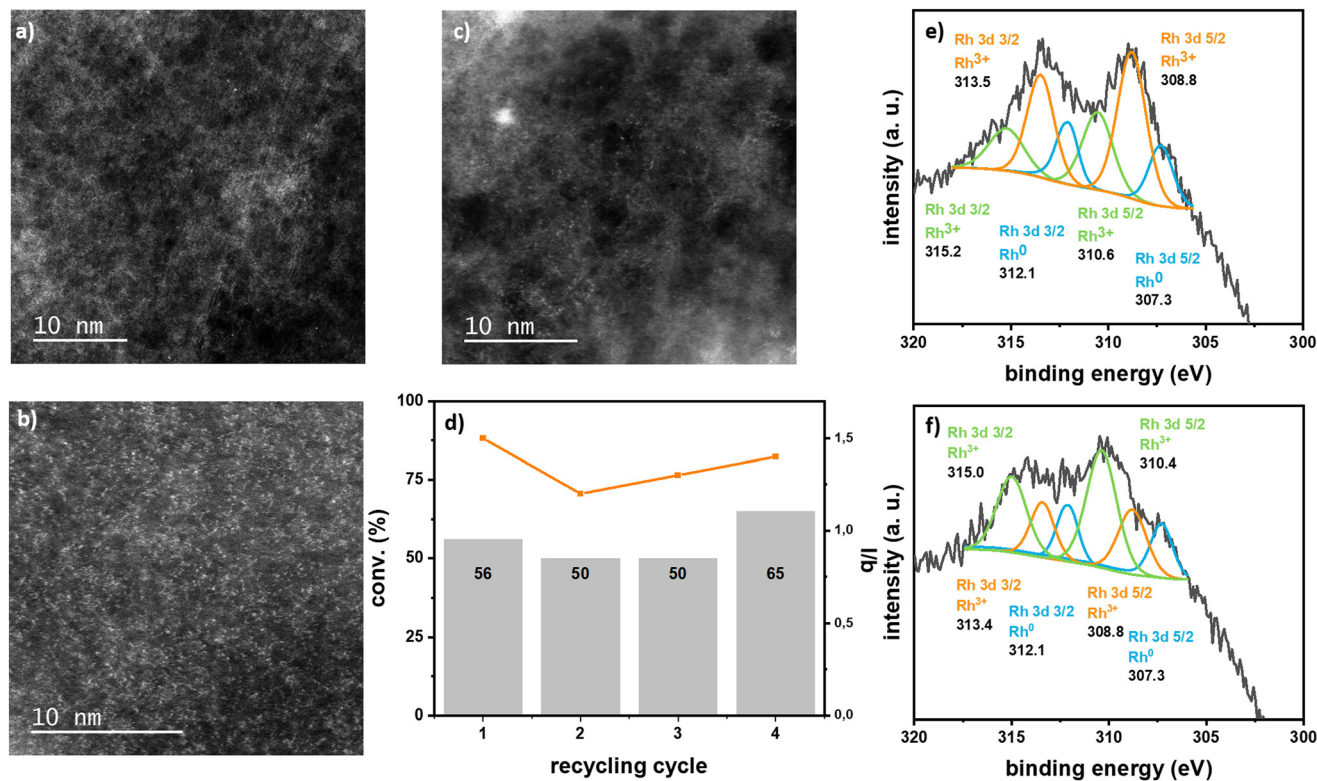 a)
10 nm
c)
10 nm
b)
10 nm
d)
100
75
50
25
0
conv. (%)
56
50
50
65
1
2
3
4
recycling cycle
1,5
1,0
0,5
0,0
q/l
e)
Rh 3d 3/2
Rh3+
313.5
Rh 3d 5/2
Rh3+
308.8
Rh 3d 3/2
Rh3+
315.2
Rh 3d 3/2
Rh0
312.1
Rh 3d 5/2
Rh3+
310.6
Rh 3d 5/2
Rh0
307.3
intensity (a. u.)
320
315
310
305
300
binding energy (eV)
f)
Rh 3d 3/2
Rh3+
315.0
Rh 3d 5/2
Rh3+
310.4
Rh 3d 3/2
Rh3+
313.4
Rh 3d 3/2
Rh0
312.1
Rh 3d 5/2
Rh3+
308.8
Rh 3d 5/2
Rh0
307.3
intensity (a. u.)
320
315
310
305
300
binding energy (eV)